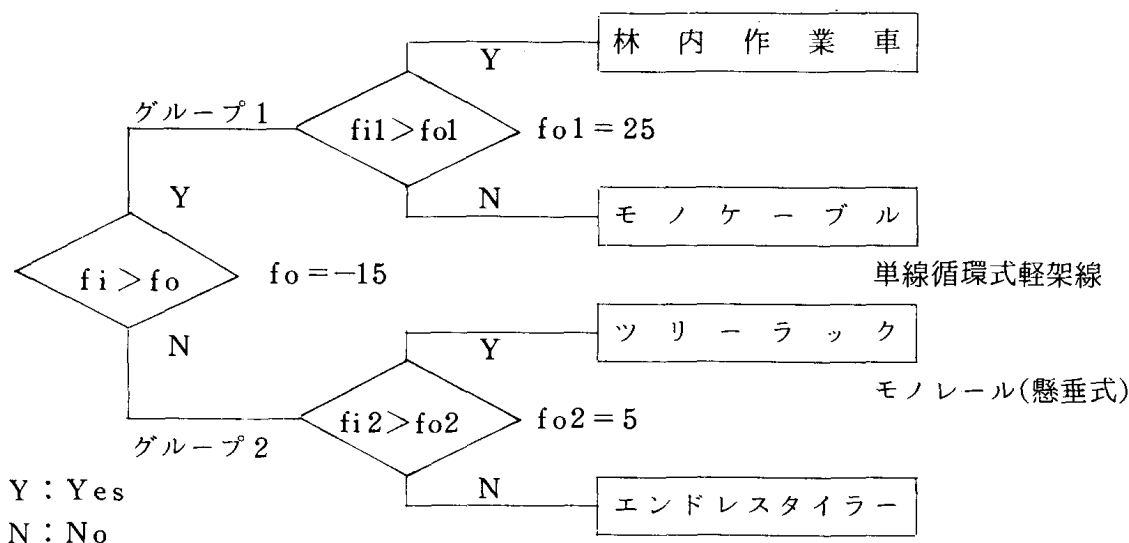 林内作業車
Y
グループ1
fi1>fo1
fo1=25
Y
N
モノケーブル
単線循環式軽架線
fi>fo
fo=−15
N
Y
ツリーラック
モノレール(懸垂式)
fi2>fo2
fo2=5
グループ2
N
エンドレスタイラー
Y:Yes
N:No